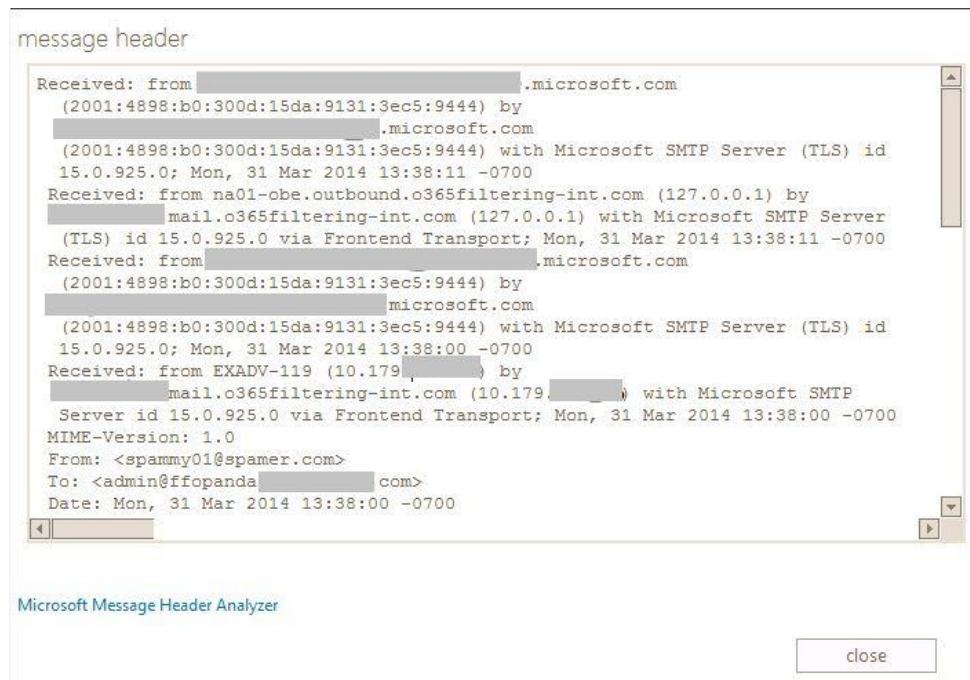 message header
Received: from .microsoft.com
(2001:4898:b0:300d:15da:9131:3ec5:9444) by
.microsoft.com
(2001:4898:b0:300d:15da:9131:3ec5:9444) with Microsoft SMTP Server (TLS) id
15.0.925.0; Mon, 31 Mar 2014 13:38:11 -0700
Received: from na01-obe.outbound.o365filtering-int.com (127.0.0.1) by
mail.o365filtering-int.com (127.0.0.1) with Microsoft SMTP Server
(TLS) id 15.0.925.0 via Frontend Transport; Mon, 31 Mar 2014 13:38:11 -0700
Received: from .microsoft.com
(2001:4898:b0:300d:15da:9131:3ec5:9444) by
microsoft.com
(2001:4898:b0:300d:15da:9131:3ec5:9444) with Microsoft SMTP Server (TLS) id
15.0.925.0; Mon, 31 Mar 2014 13:38:00 -0700
Received: from EXADV-119 (10.179 ) by
mail.o365filtering-int.com (10.179. ) with Microsoft SMTP
Server id 15.0.925.0 via Frontend Transport; Mon, 31 Mar 2014 13:38:00 -0700
MIME-Version: 1.0
From: <spammy01@spamer.com>
To: <admin@ffopanda com>
Date: Mon, 31 Mar 2014 13:38:00 -0700
Microsoft Message Header Analyzer
close